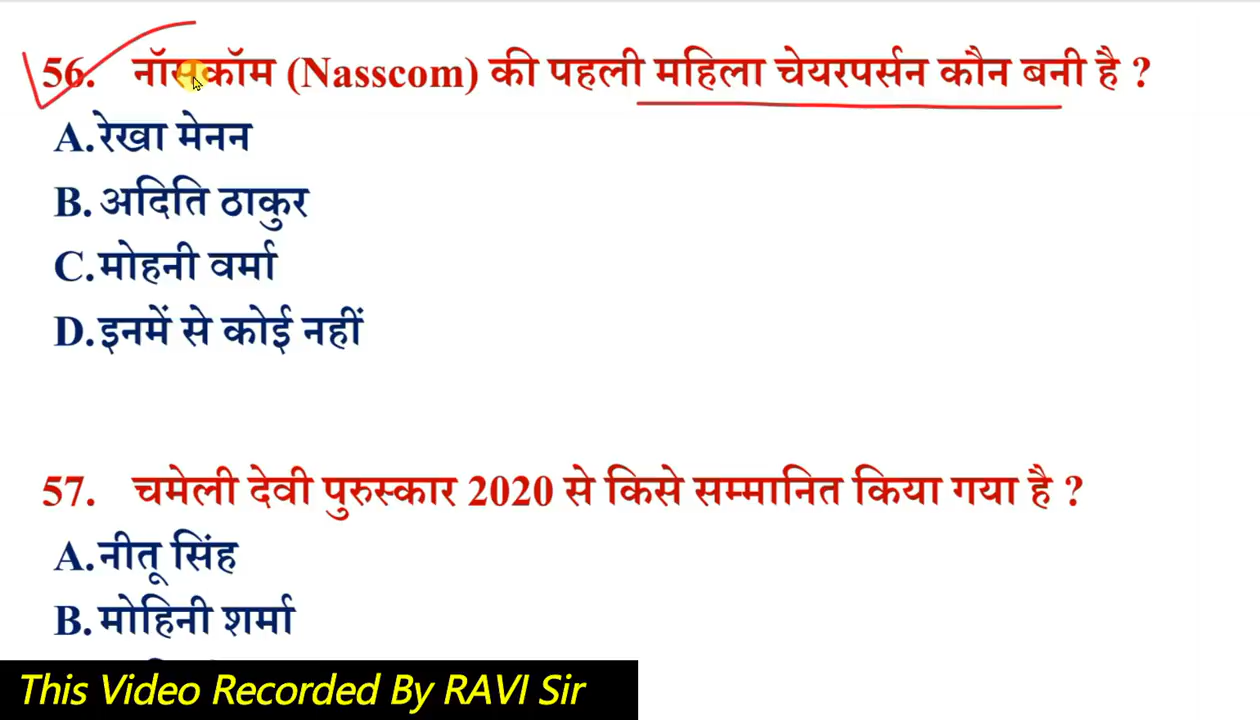 56. नॉसकॉम (Nasscom) की पहली महिला चेयरपर्सन कौन बनी है ?
A.रेखा मेनन
B.अदिति ठाकुर
C.मोहनी वर्मा
D.इनमें से कोई नहीं
57. चमेली देवी पुरुस्कार 2020 से किसे सम्मानित किया गया है ?
A.नीतू सिंह
B.मोहिनी शर्मा
This Video Recorded By RAVI Sir